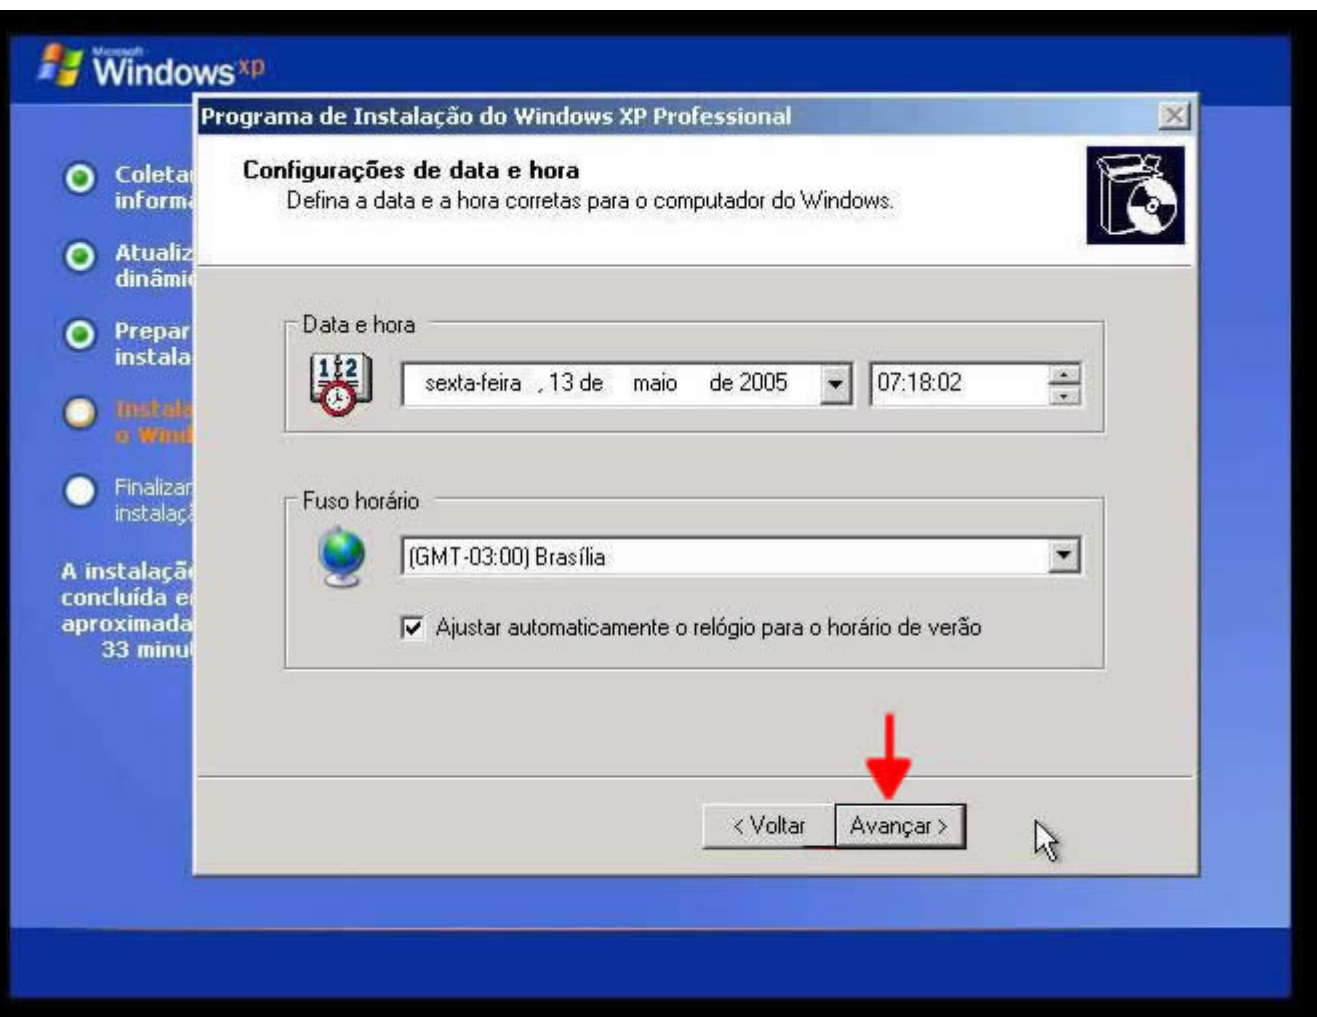 Microsoft
Windows xp
Programa de Instalação do Windows XP Professional
Configurações de data e hora
Defina a data e a hora corretas para o computador do Windows.
Coleta
inform
Atualiz
dinâmi
Prepar
instala
Instala
o Wind
Finalizar
instalaç
A instalaçã
concluída e
aproximada
33 minu
Data e hora
1 2
sexta-feira , 13 de maio de 2005
07:18:02
Fuso horário
(GMT-03:00) Brasília
Ajustar automaticamente o relógio para o horário de verão
< Voltar
Avançar >